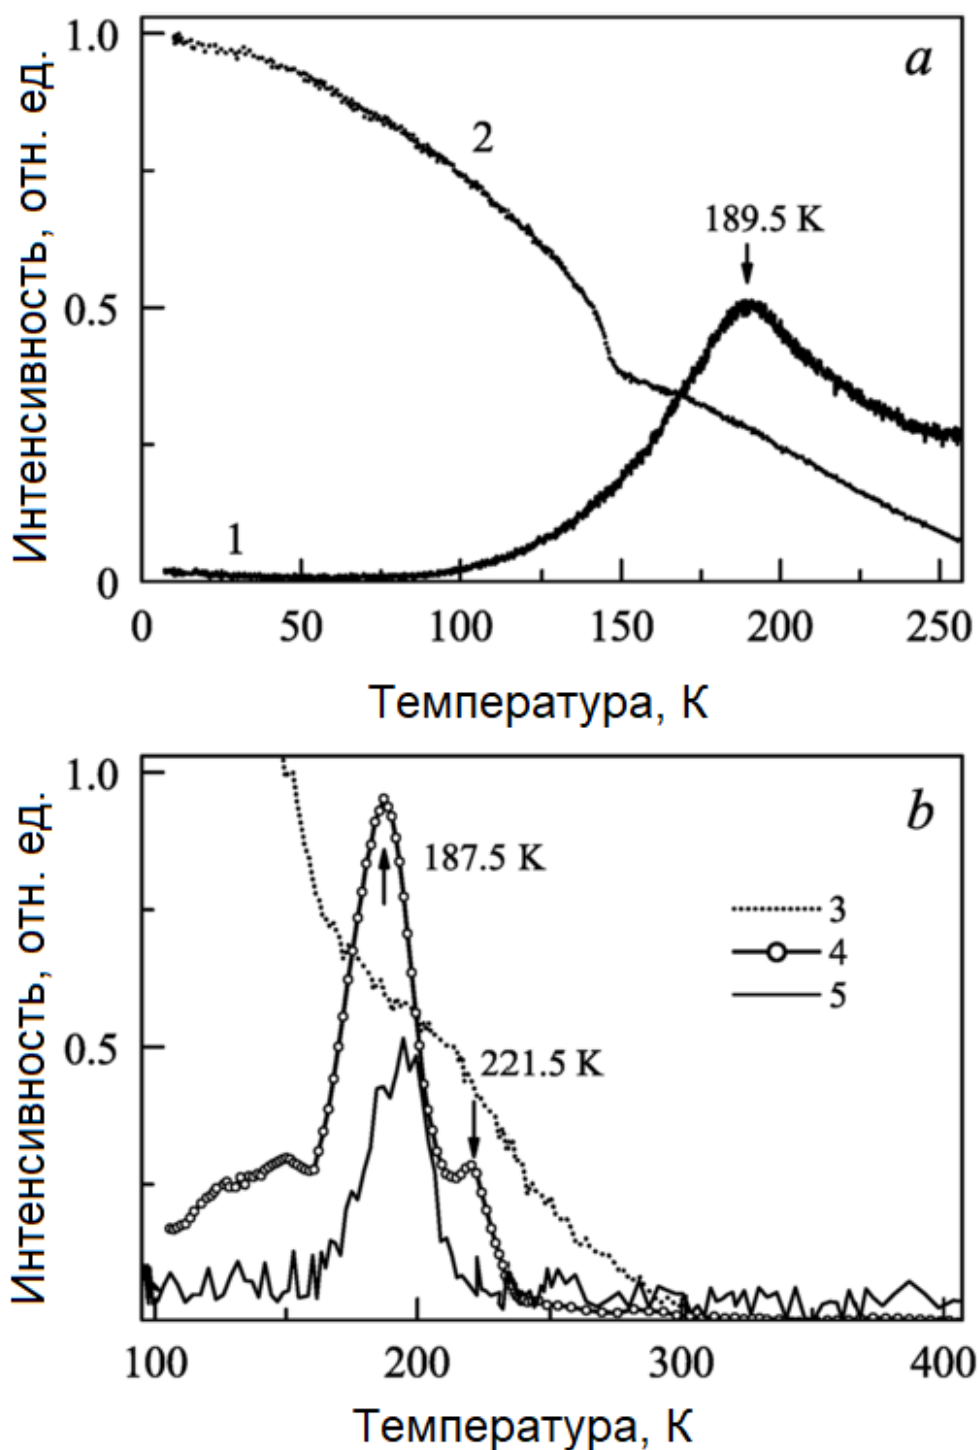 Интенсивность, отн. ед.
1.0
0.5
0
a
2
189.5 K
1
0 50 100 150 200 250
Температура, К
Интенсивность, отн. ед.
1.0
0.5
b
187.5 K
3
4
5
221.5 K
100 200 300 400
Температура, К